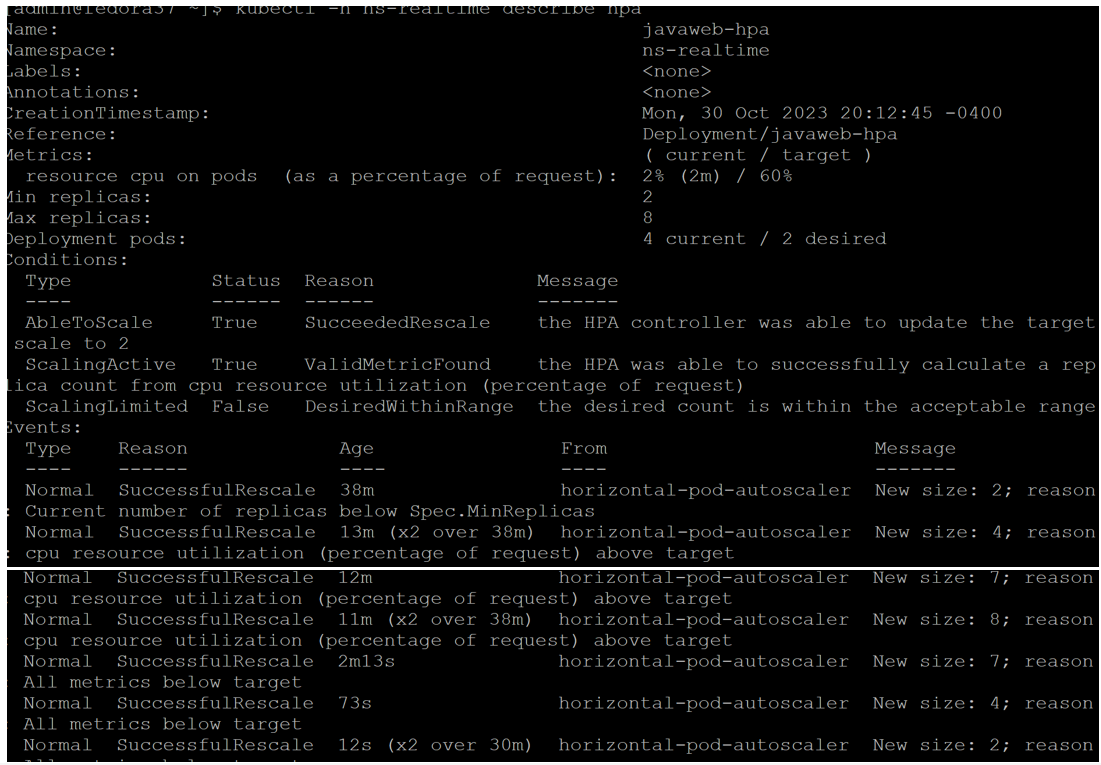 [admin@fedora37 ~]$ kubectl -n ns-realtime describe hpa
Name: javaweb-hpa
Namespace: ns-realtime
Labels: <none>
Annotations: <none>
CreationTimestamp: Mon, 30 Oct 2023 20:12:45 -0400
Reference: Deployment/javaweb-hpa
Metrics: ( current / target )
resource cpu on pods (as a percentage of request): 2% (2m) / 60%
Min replicas: 2
Max replicas: 8
Deployment pods: 4 current / 2 desired
Conditions:
Type Status Reason Message
---- ------ ------ -------
AbleToScale True SucceededRescale the HPA controller was able to update the target
scale to 2
ScalingActive True ValidMetricFound the HPA was able to successfully calculate a rep
lica count from cpu resource utilization (percentage of request)
ScalingLimited False DesiredWithinRange the desired count is within the acceptable range
Events:
Type Reason Age From Message
---- ------ ---- ---- -------
Normal SuccessfulRescale 38m horizontal-pod-autoscaler New size: 2; reason
: Current number of replicas below Spec.MinReplicas
Normal SuccessfulRescale 13m (x2 over 38m) horizontal-pod-autoscaler New size: 4; reason
: cpu resource utilization (percentage of request) above target
Normal SuccessfulRescale 12m horizontal-pod-autoscaler New size: 7; reason
: cpu resource utilization (percentage of request) above target
Normal SuccessfulRescale 11m (x2 over 38m) horizontal-pod-autoscaler New size: 8; reason
: cpu resource utilization (percentage of request) above target
Normal SuccessfulRescale 2m13s horizontal-pod-autoscaler New size: 7; reason
: All metrics below target
Normal SuccessfulRescale 73s horizontal-pod-autoscaler New size: 4; reason
: All metrics below target
Normal SuccessfulRescale 12s (x2 over 30m) horizontal-pod-autoscaler New size: 2; reason